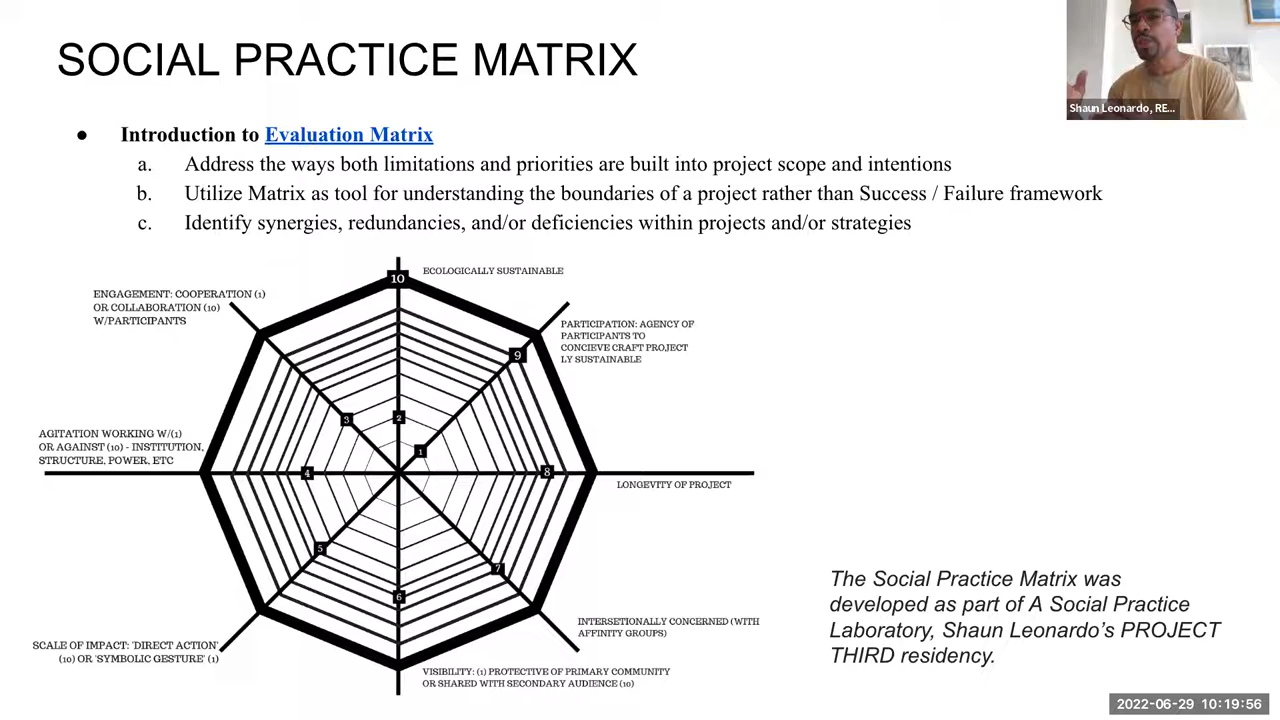 SOCIAL PRACTICE MATRIX
Shaun Leonardo, RE...
● Introduction to Evaluation Matrix
a. Address the ways both limitations and priorities are built into project scope and intentions
b. Utilize Matrix as tool for understanding the boundaries of a project rather than Success / Failure framework
c. Identify synergies, redundancies, and/or deficiencies within projects and/or strategies
10
ECOLOGICALLY SUSTAINABLE
ENGAGEMENT: COOPERATION (1)
OR COLLABORATION (10)
W/PARTICIPANTS
PARTICIPATION: AGENCY OF
PARTICIPANTS TO
CONCIEVE CRAFT PROJECT
LY SUSTAINABLE
9
3
2
1
AGITATION WORKING W/(1)
OR AGAINST (10) - INSTITUTION,
STRUCTURE, POWER, ETC
4
8
LONGEVITY OF PROJECT
5
7
6
INTERSETIONALLY CONCERNED (WITH
AFFINITY GROUPS)
SCALE OF IMPACT: 'DIRECT ACTION'
(10) OR 'SYMBOLIC GESTURE' (1)
VISIBILITY: (1) PROTECTIVE OF PRIMARY COMMUNITY
OR SHARED WITH SECONDARY AUDIENCE (10)
The Social Practice Matrix was
developed as part of A Social Practice
Laboratory, Shaun Leonardo's PROJECT
THIRD residency.
2022-06-29 10:19:56